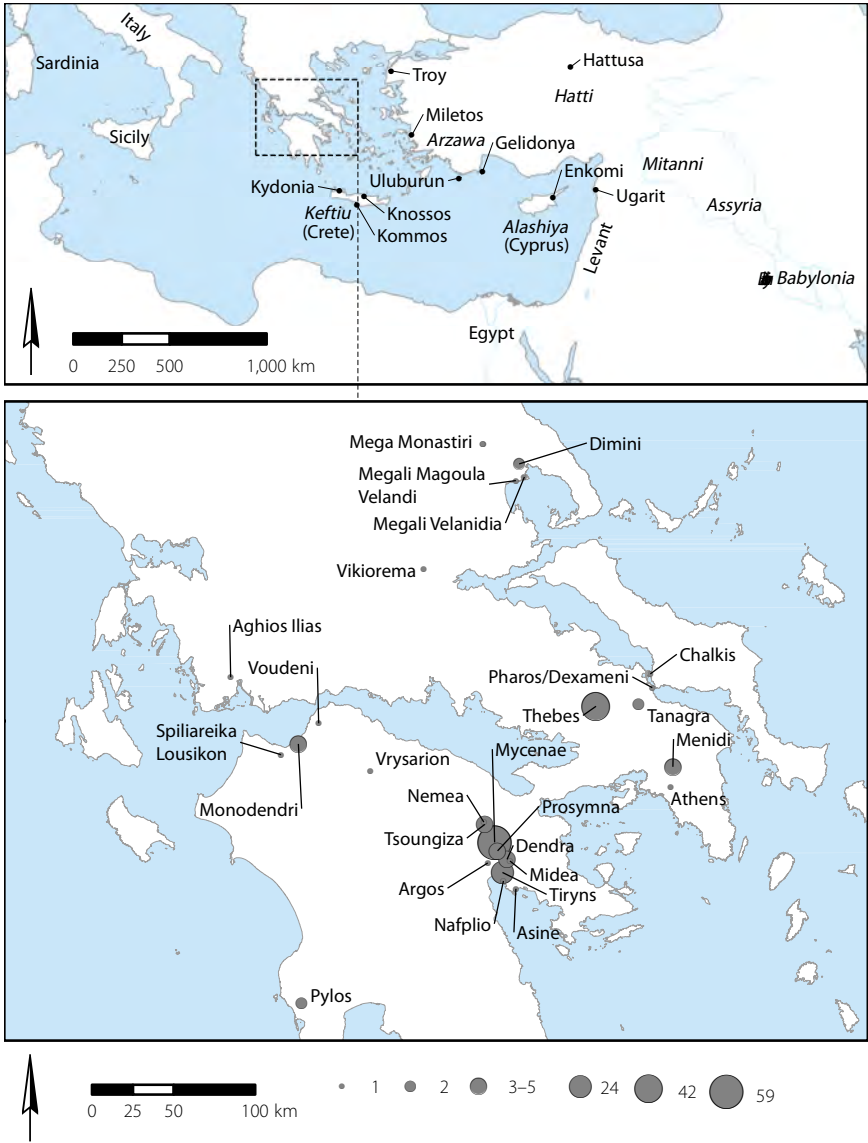 Italy
Sardinia
Hattusa
Troy
Hatti
Miletos
Sicily
Arzawa
Gelidonya
Mitanni
Enkomi
Kydonia
Uluburun
Ugarit
Knossos
Assyria
Keftiu
(Crete)
Kommos
Alashiya
(Cyprus)
Levant
Babylonia
Egypt
0 250 500 1,000 km
Mega Monastiri
Dimini
Megali Magoula
Velandi
Megali Velanidia
Vikiorema
Aghios Ilias
Voudeni
Chalkis
Pharos/Dexameni
Thebes
Tanagra
Spiliareika
Lousikon
Mycenae
Menidi
Vrysarion
Monodendri
Nemea
Prosymna
Athens
Tsoungiza
Dendra
Midea
Argos
Tiryns
Nafplio
Asine
Pylos
0 25 50 100 km
1 2 3–5 24 42 59